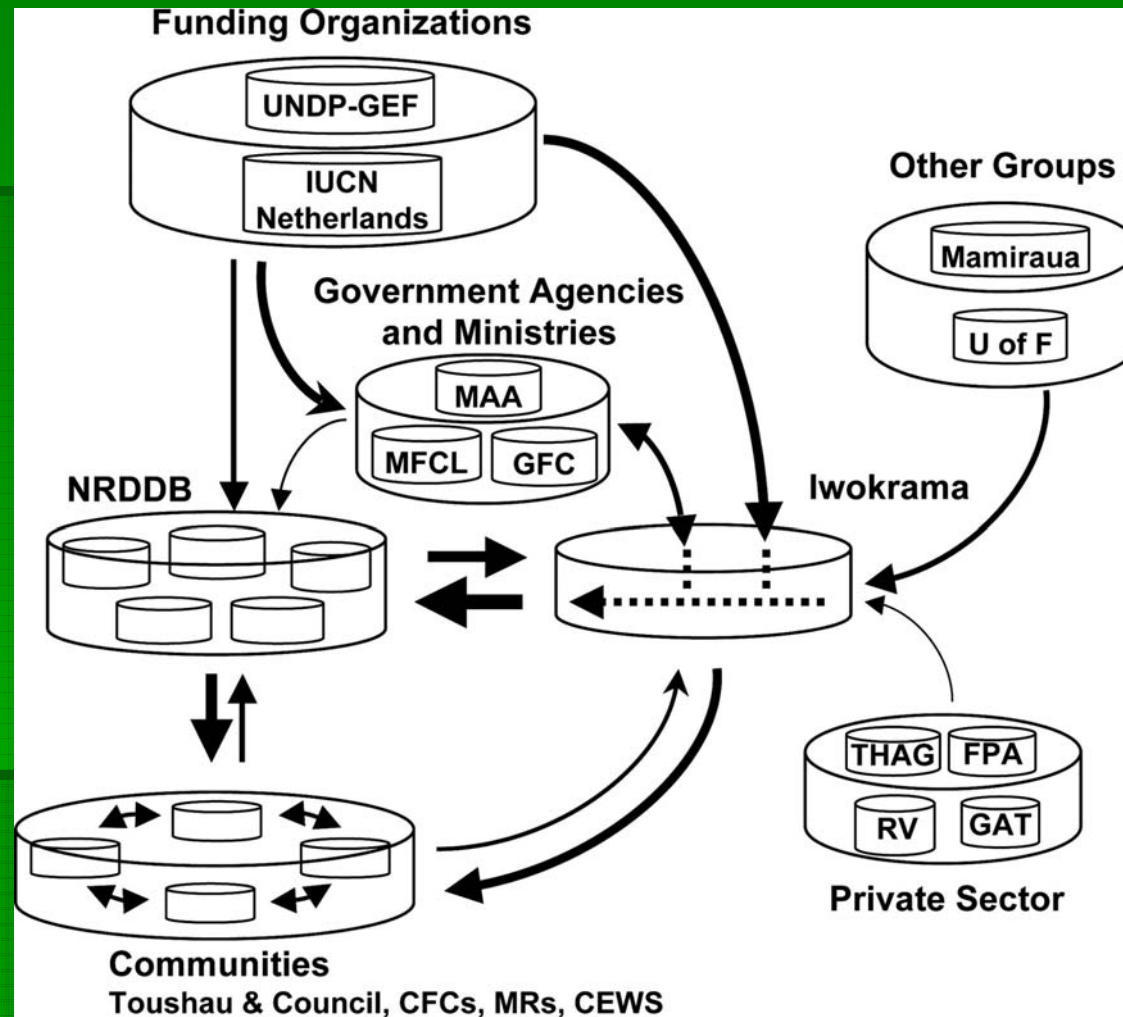 Funding Organizations
UNDP-GEF
IUCN
Netherlands
Other Groups
Mamiraua
U of F
Government Agencies
and Ministries
MAA
MFCL
GFC
NRDDB
Iwokrama
THAG
FPA
RV
GAT
Private Sector
Communities
Toushau & Council, CFCs, MRs, CEWS